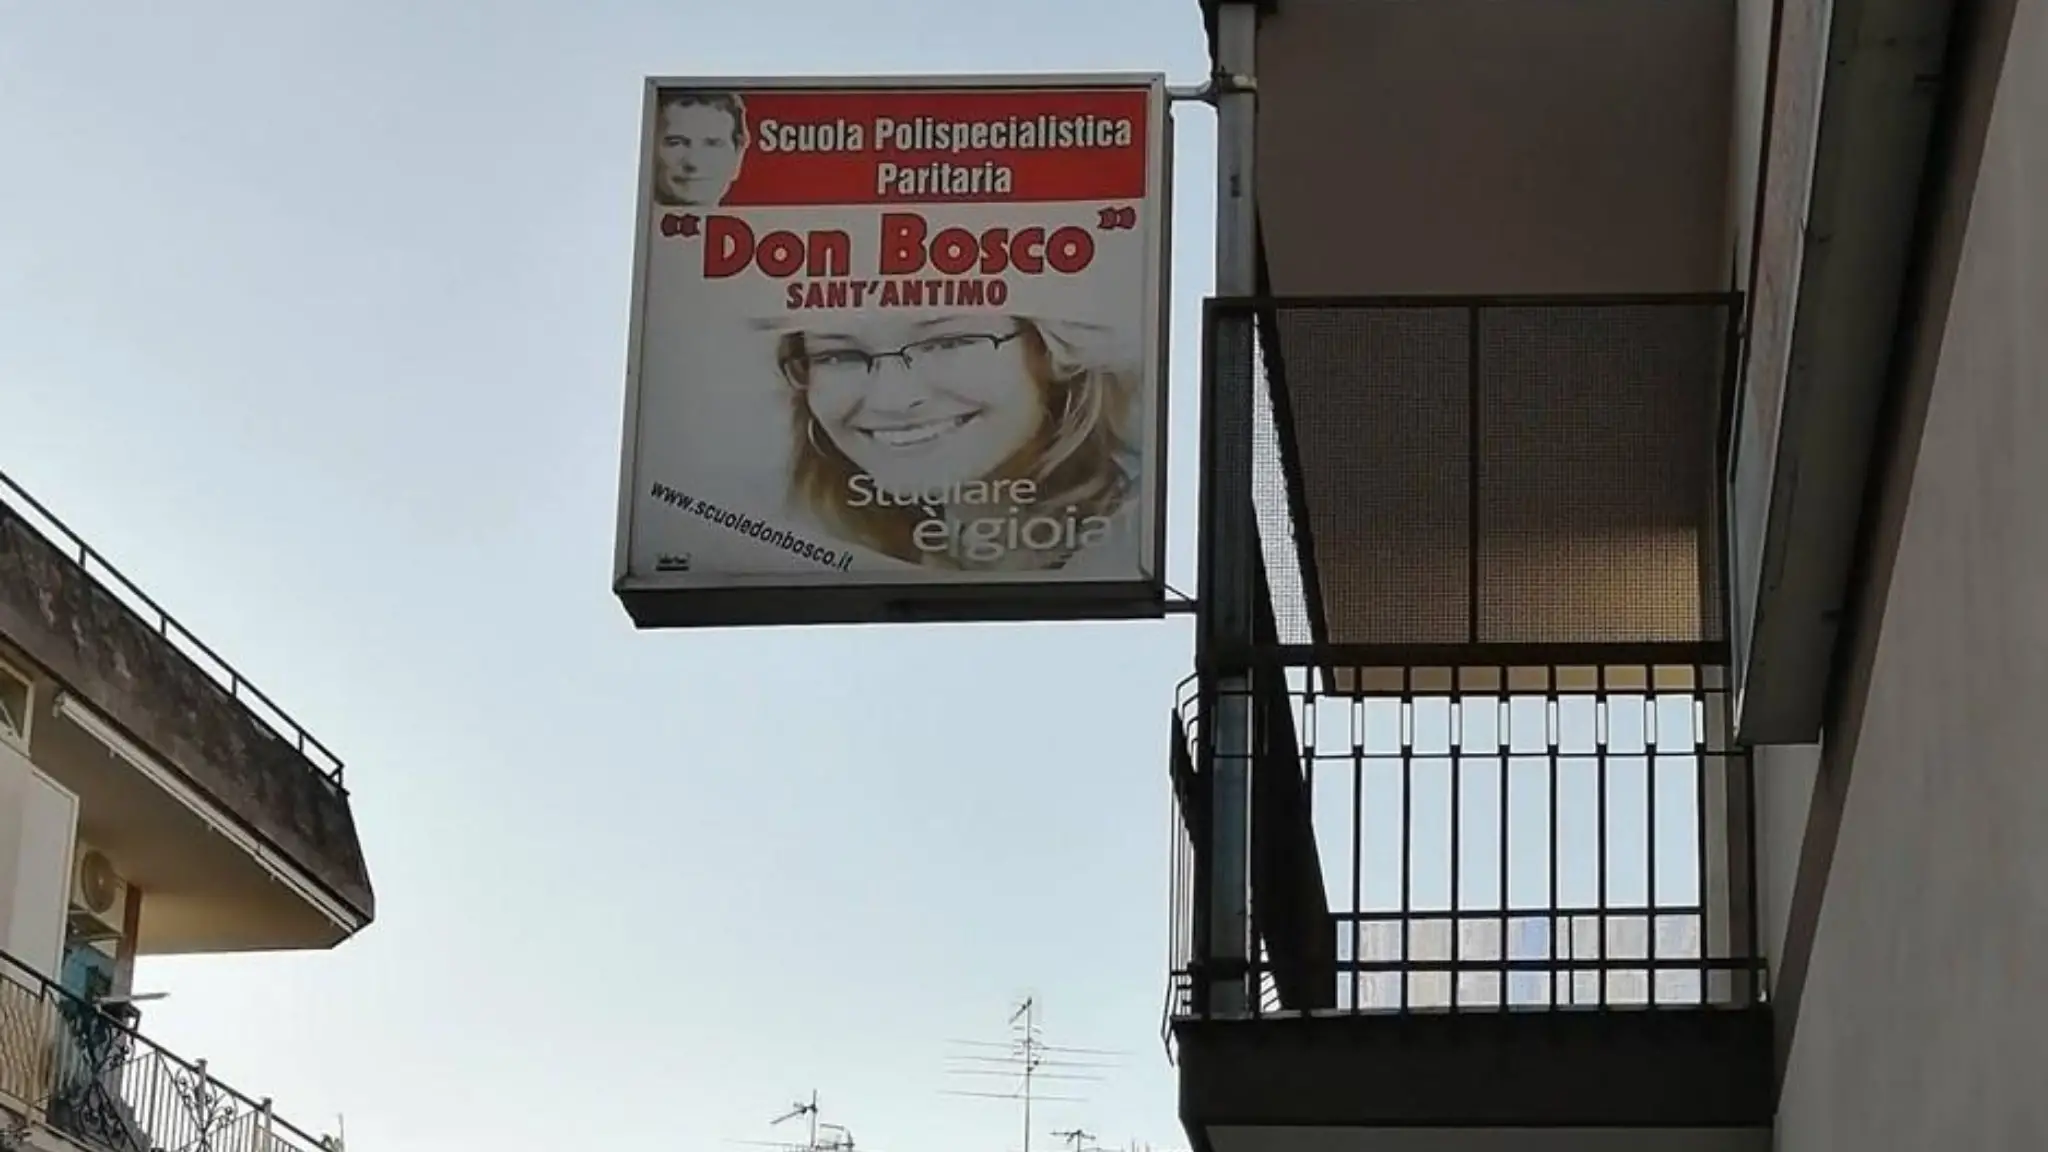 Scuola Polispecialistica
Paritaria
"Don Bosco"
SANT'ANTIMO
Studiare
è gioia
www.scuoledonbosco.it